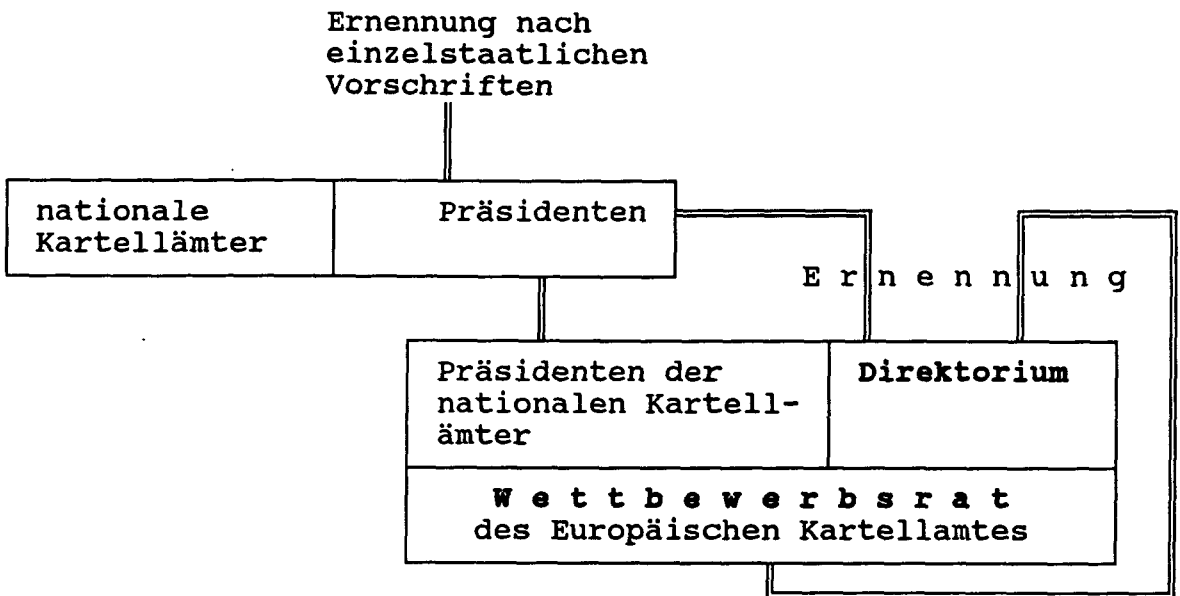 Ernennung nach
einzelstaatlichen
Vorschriften
nationale
Kartellämter
Präsidenten
E r n e n n u n g
Präsidenten der
nationalen Kartell-
ämter
Direktorium
W e t t b e w e r b s r a t
des Europäischen Kartellamtes